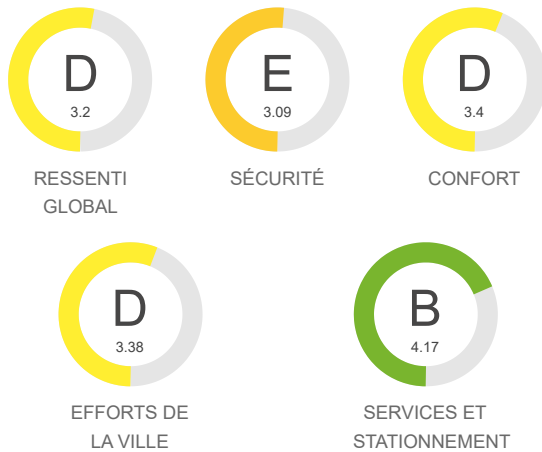 D
3.2
RESSENTI
GLOBAL
E
3.09
SÉCURITÉ
D
3.4
CONFORT
D
3.38
EFFORTS DE
LA VILLE
B
4.17
SERVICES ET
STATIONNEMENT